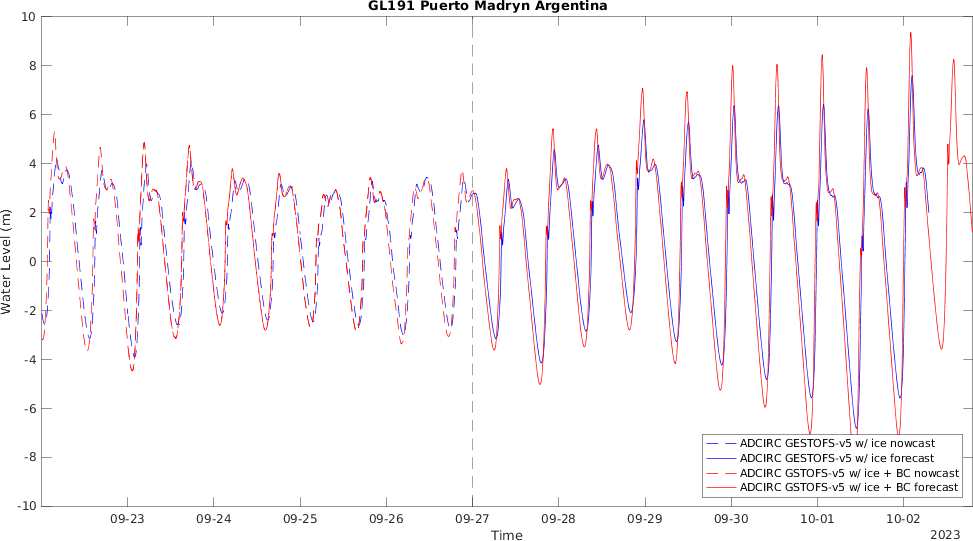 GL191 Puerto Madryn Argentina
10
8
6
4
2
0
-2
-4
-6
-8
-10
Water Level (m)
ADCIRC GESTOFS-v5 w/ ice nowcast
ADCIRC GESTOFS-v5 w/ ice forecast
ADCIRC GSTOFS-v5 w/ ice + BC nowcast
ADCIRC GSTOFS-v5 w/ ice + BC forecast
09-23 09-24 09-25 09-26 09-27 09-28 09-29 09-30 10-01 10-02
Time
2023